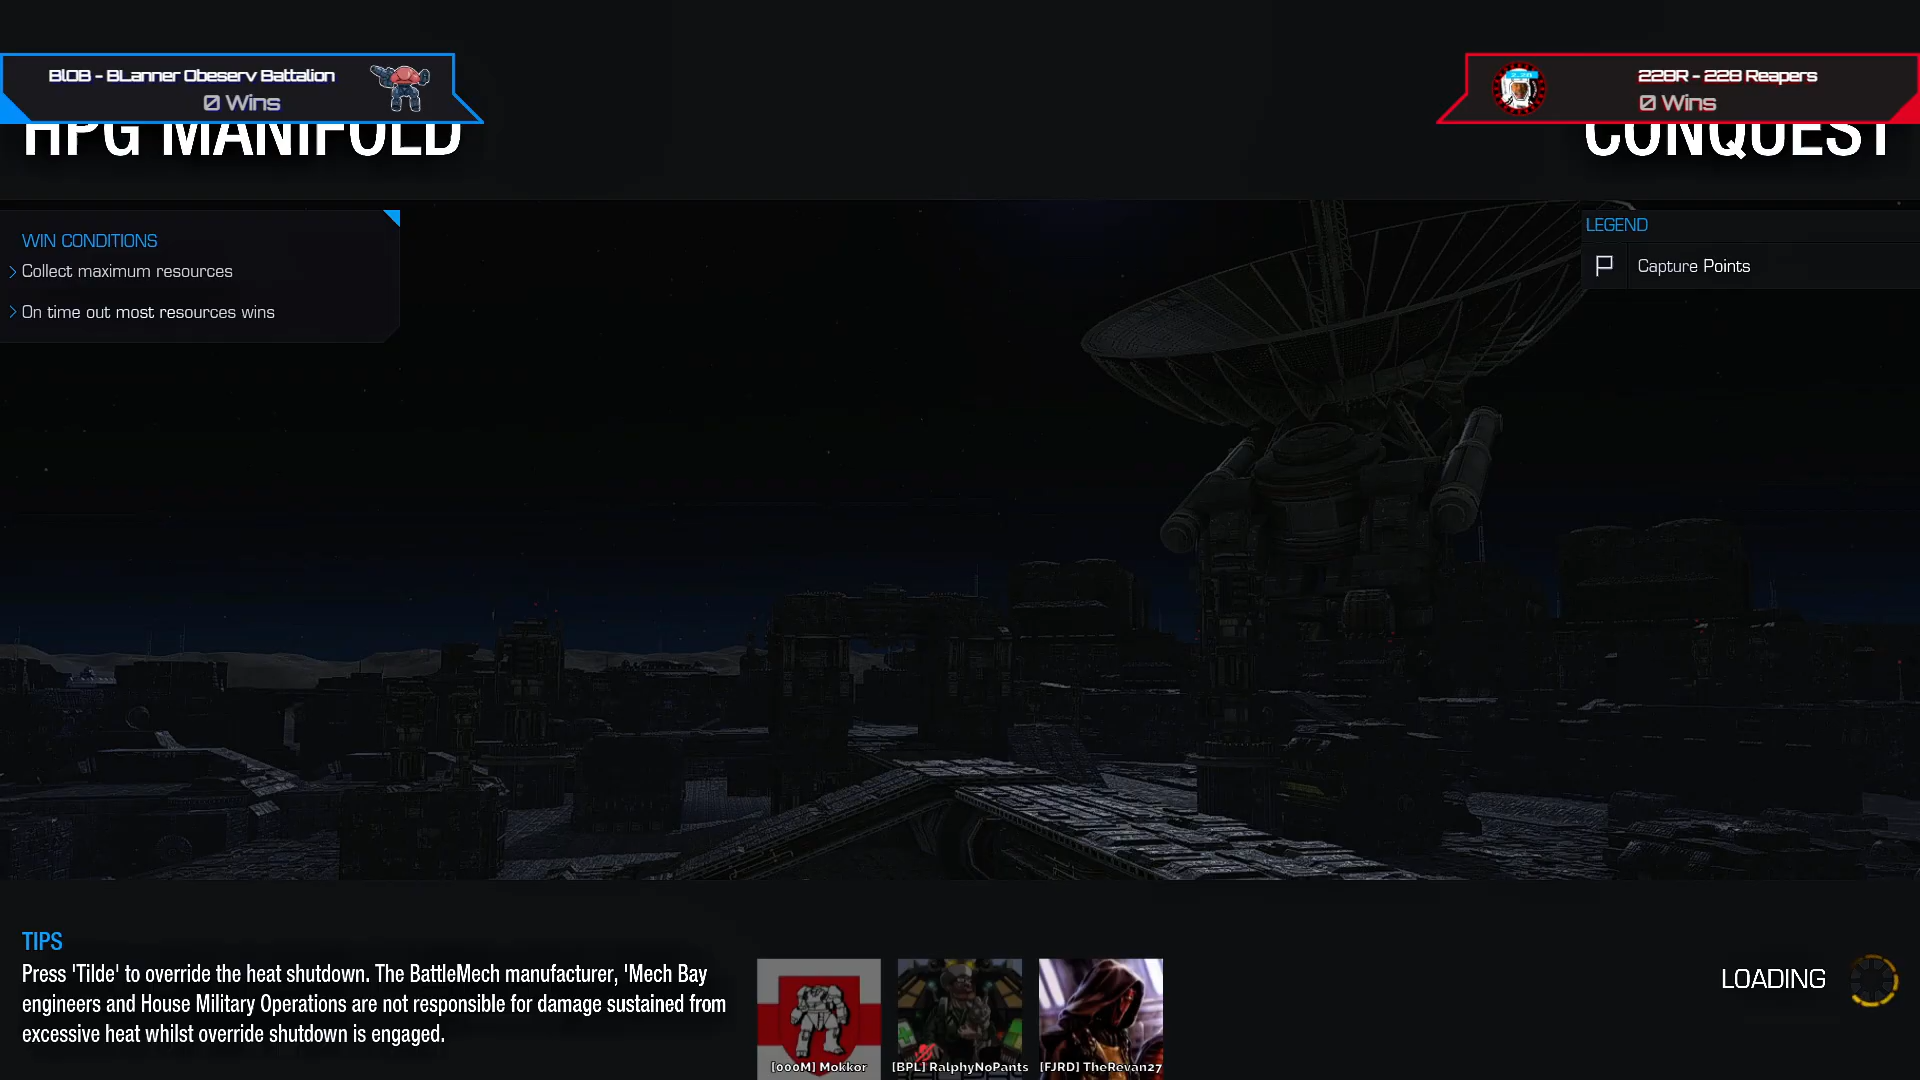 BlOB - BLanner Obeserv Battalion
0 Wins
228R - 228 Reapers
0 Wins
HPG MANIFOLD
CONQUEST
WIN CONDITIONS
Collect maximum resources
On time out most resources wins
LEGEND
Capture Points
TIPS
Press 'Tilde' to override the heat shutdown. The BattleMech manufacturer, 'Mech Bay
engineers and House Military Operations are not responsible for damage sustained from
excessive heat whilst override shutdown is engaged.
[000M] Mokkor
[BPL] RalphyNoPants
[FJRD] TheRevan27
LOADING